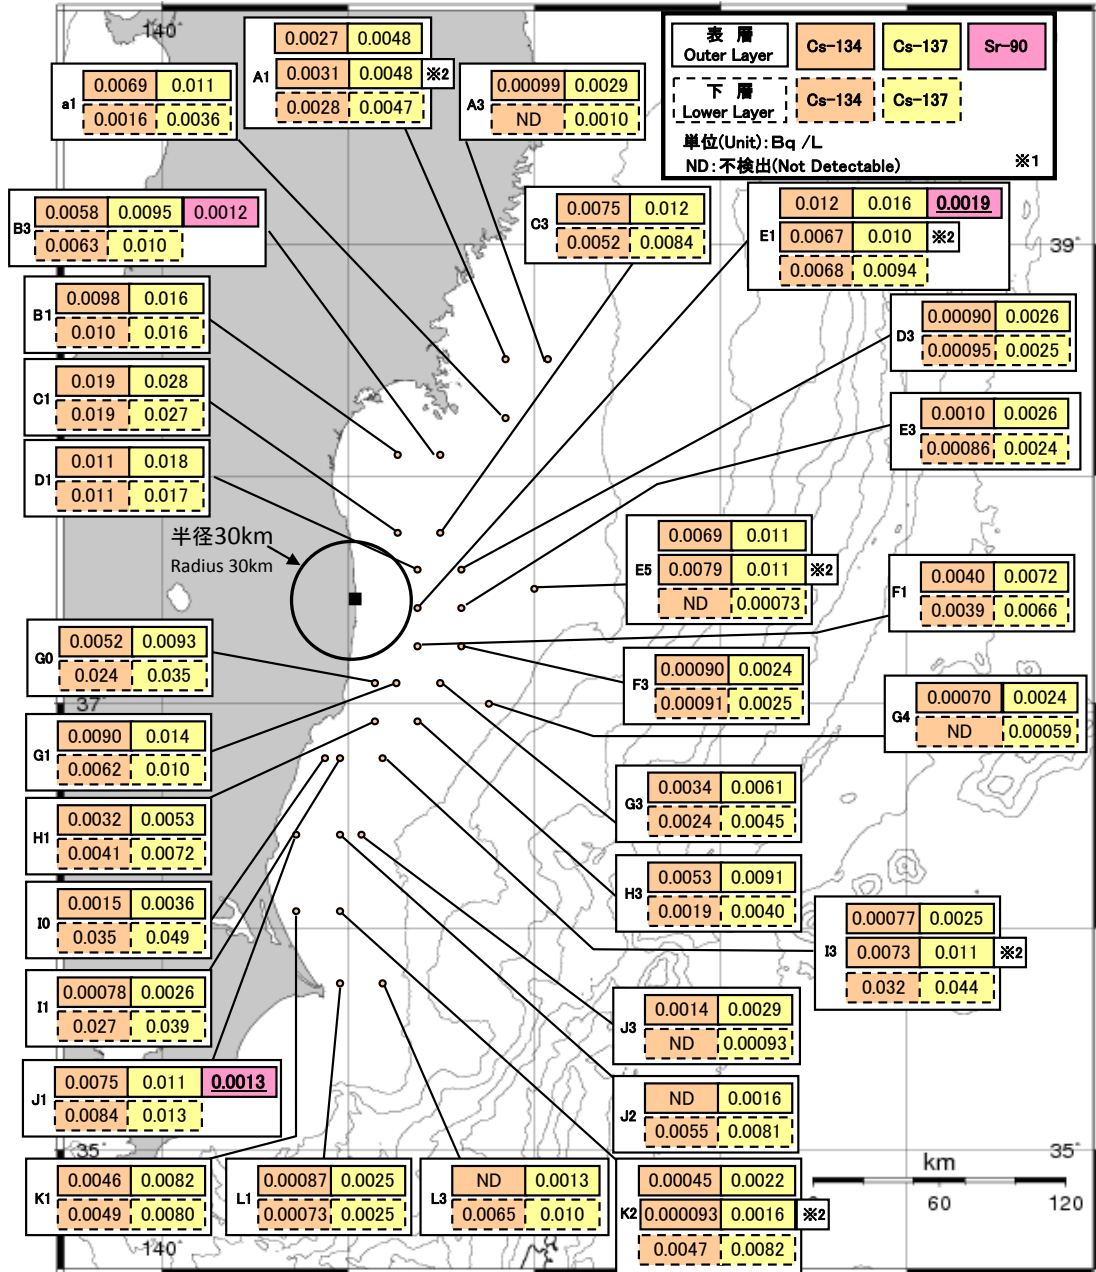 140°
表 層
Outer Layer
Cs-134 Cs-137 Sr-90
下 層
Lower Layer
Cs-134 Cs-137
単位(Unit):Bq /L
ND:不検出(Not Detectable)
※1
a1
0.0069 0.011
0.0016 0.0036
A1
0.0027 0.0048
0.0031 0.0048 ※2
0.0028 0.0047
A3
0.00099 0.0029
ND 0.0010
B3
0.0058 0.0095 0.0012
0.0063 0.010
C3
0.0075 0.012
0.0052 0.0084
E1
0.012 0.016 0.0019
0.0067 0.010 ※2
0.0068 0.0094
39°
B1
0.0098 0.016
0.010 0.016
D3
0.00090 0.0026
0.00095 0.0025
C1
0.019 0.028
0.019 0.027
E3
0.0010 0.0026
0.00086 0.0024
D1
0.011 0.018
0.011 0.017
半径30km
Radius 30km
E5
0.0069 0.011
0.0079 0.011 ※2
ND 0.00073
F1
0.0040 0.0072
0.0039 0.0066
G0
0.0052 0.0093
0.024 0.035
F3
0.00090 0.0024
0.00091 0.0025
G4
0.00070 0.0024
ND 0.00059
37°
G1
0.0090 0.014
0.0062 0.010
G3
0.0034 0.0061
0.0024 0.0045
H1
0.0032 0.0053
0.0041 0.0072
H3
0.0053 0.0091
0.0019 0.0040
I0
0.0015 0.0036
0.035 0.049
I3
0.00077 0.0025
0.0073 0.011 ※2
0.032 0.044
I1
0.00078 0.0026
0.027 0.039
J3
0.0014 0.0029
ND 0.00093
J1
0.0075 0.011 0.0013
0.0084 0.013
J2
ND 0.0016
0.0055 0.0081
35°
35°
K1
0.0046 0.0082
0.0049 0.0080
L1
0.00087 0.0025
0.00073 0.0025
L3
ND 0.0013
0.0065 0.010
K2
0.00045 0.0022
0.000093 0.0016 ※2
0.0047 0.0082
km
60 120
140°